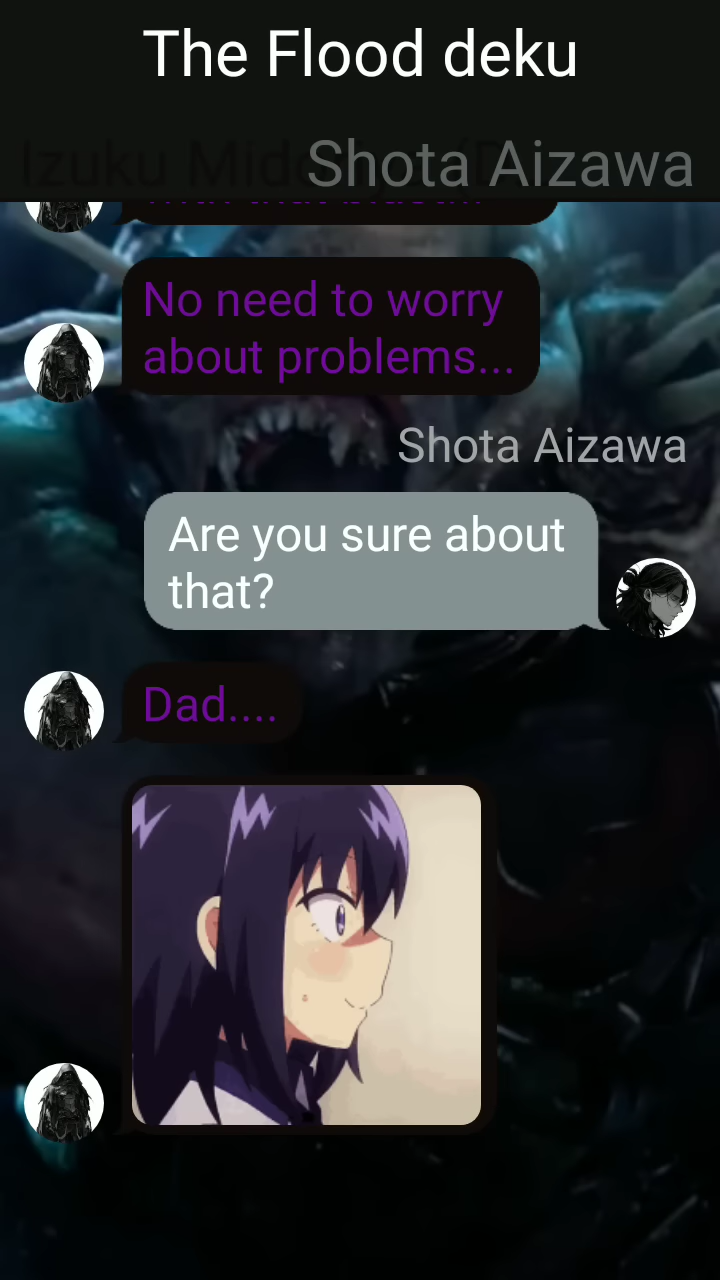 The Flood deku
Shota Aizawa
No need to worry
about problems...
Shota Aizawa
Are you sure about
that?
Dad....